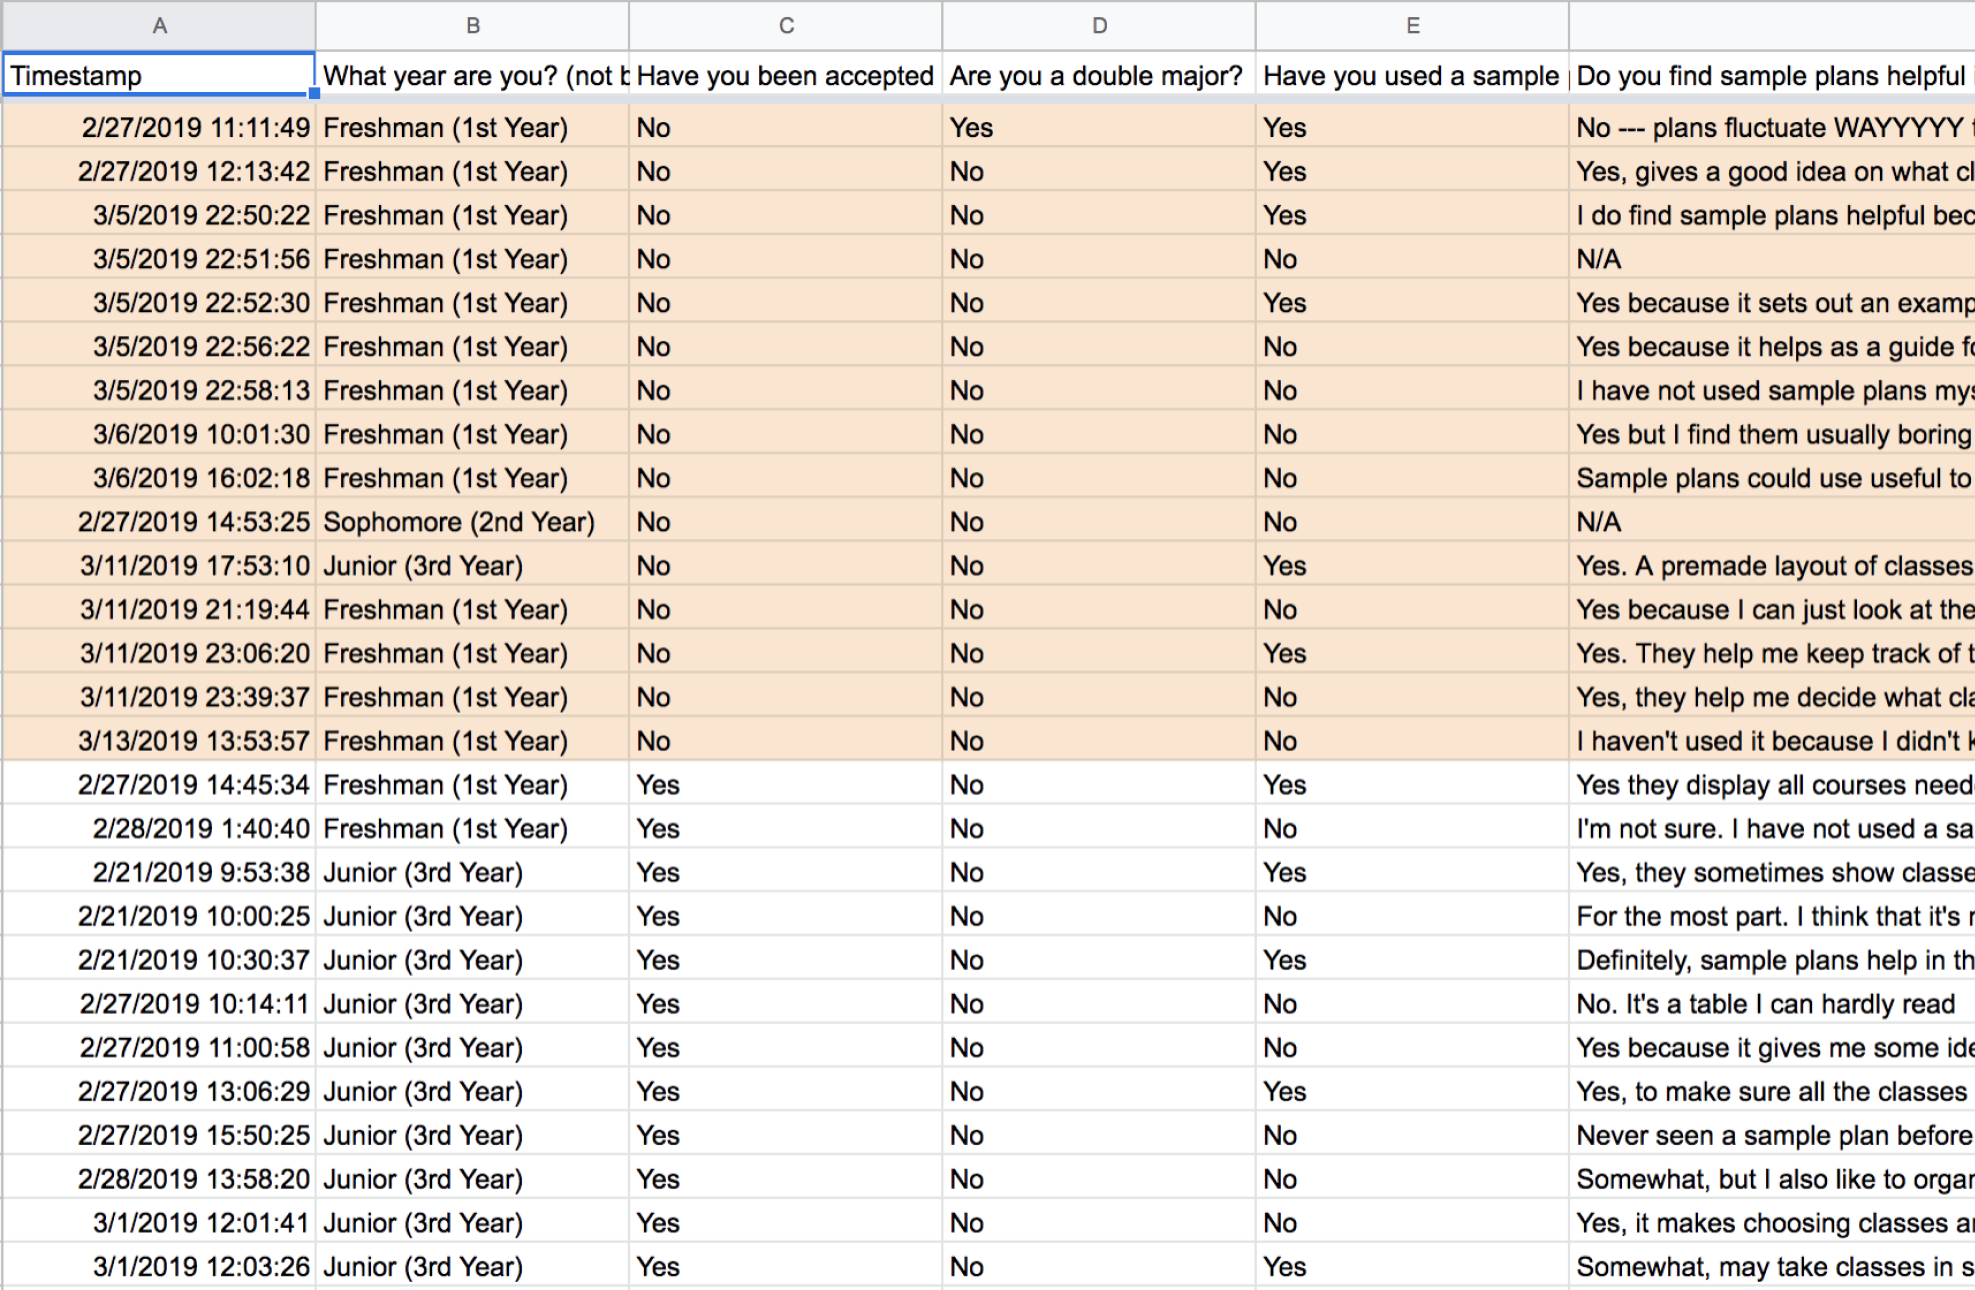 A B C D E
Timestamp What year are you? (not Have you been accepted Are you a double major? Have you used a sample Do you find sample plans helpful
2/27/2019 11:11:49 Freshman (1st Year) No Yes Yes No --- plans fluctuate WAYYYYY
2/27/2019 12:13:42 Freshman (1st Year) No No Yes Yes, gives a good idea on what
3/5/2019 22:50:22 Freshman (1st Year) No No Yes I do find sample plans helpful
3/5/2019 22:51:56 Freshman (1st Year) No No No N/A
3/5/2019 22:52:30 Freshman (1st Year) No No Yes Yes because it sets out an
3/5/2019 22:56:22 Freshman (1st Year) No No No Yes because it helps as a guide
3/5/2019 22:58:13 Freshman (1st Year) No No No I have not used sample plans
3/6/2019 10:01:30 Freshman (1st Year) No No No Yes but I find them usually boring
3/6/2019 16:02:18 Freshman (1st Year) No No No Sample plans could use useful to
2/27/2019 14:53:25 Sophomore (2nd Year) No No No N/A
3/11/2019 17:53:10 Junior (3rd Year) No No Yes Yes. A premade layout of classes
3/11/2019 21:19:44 Freshman (1st Year) No No No Yes because I can just look at the
3/11/2019 23:06:20 Freshman (1st Year) No No Yes Yes. They help me keep track of
3/11/2019 23:39:37 Freshman (1st Year) No No No Yes, they help me decide what
3/13/2019 13:53:57 Freshman (1st Year) No No No I haven't used it because I didn't
2/27/2019 14:45:34 Freshman (1st Year) Yes No Yes Yes they display all courses
2/28/2019 1:40:40 Freshman (1st Year) Yes No No I'm not sure. I have not used a
2/21/2019 9:53:38 Junior (3rd Year) Yes No Yes Yes, they sometimes show
2/21/2019 10:00:25 Junior (3rd Year) Yes No No For the most part. I think that it's
2/21/2019 10:30:37 Junior (3rd Year) Yes No Yes Definitely, sample plans help in
2/27/2019 10:14:11 Junior (3rd Year) Yes No No No. It's a table I can hardly read
2/27/2019 11:00:58 Junior (3rd Year) Yes No No Yes because it gives me some
2/27/2019 13:06:29 Junior (3rd Year) Yes No Yes Yes, to make sure all the classes
2/27/2019 15:50:25 Junior (3rd Year) Yes No No Never seen a sample plan before
2/28/2019 13:58:20 Junior (3rd Year) Yes No No Somewhat, but I also like to
3/1/2019 12:01:41 Junior (3rd Year) Yes No No Yes, it makes choosing classes
3/1/2019 12:03:26 Junior (3rd Year) Yes No Yes Somewhat, may take classes in